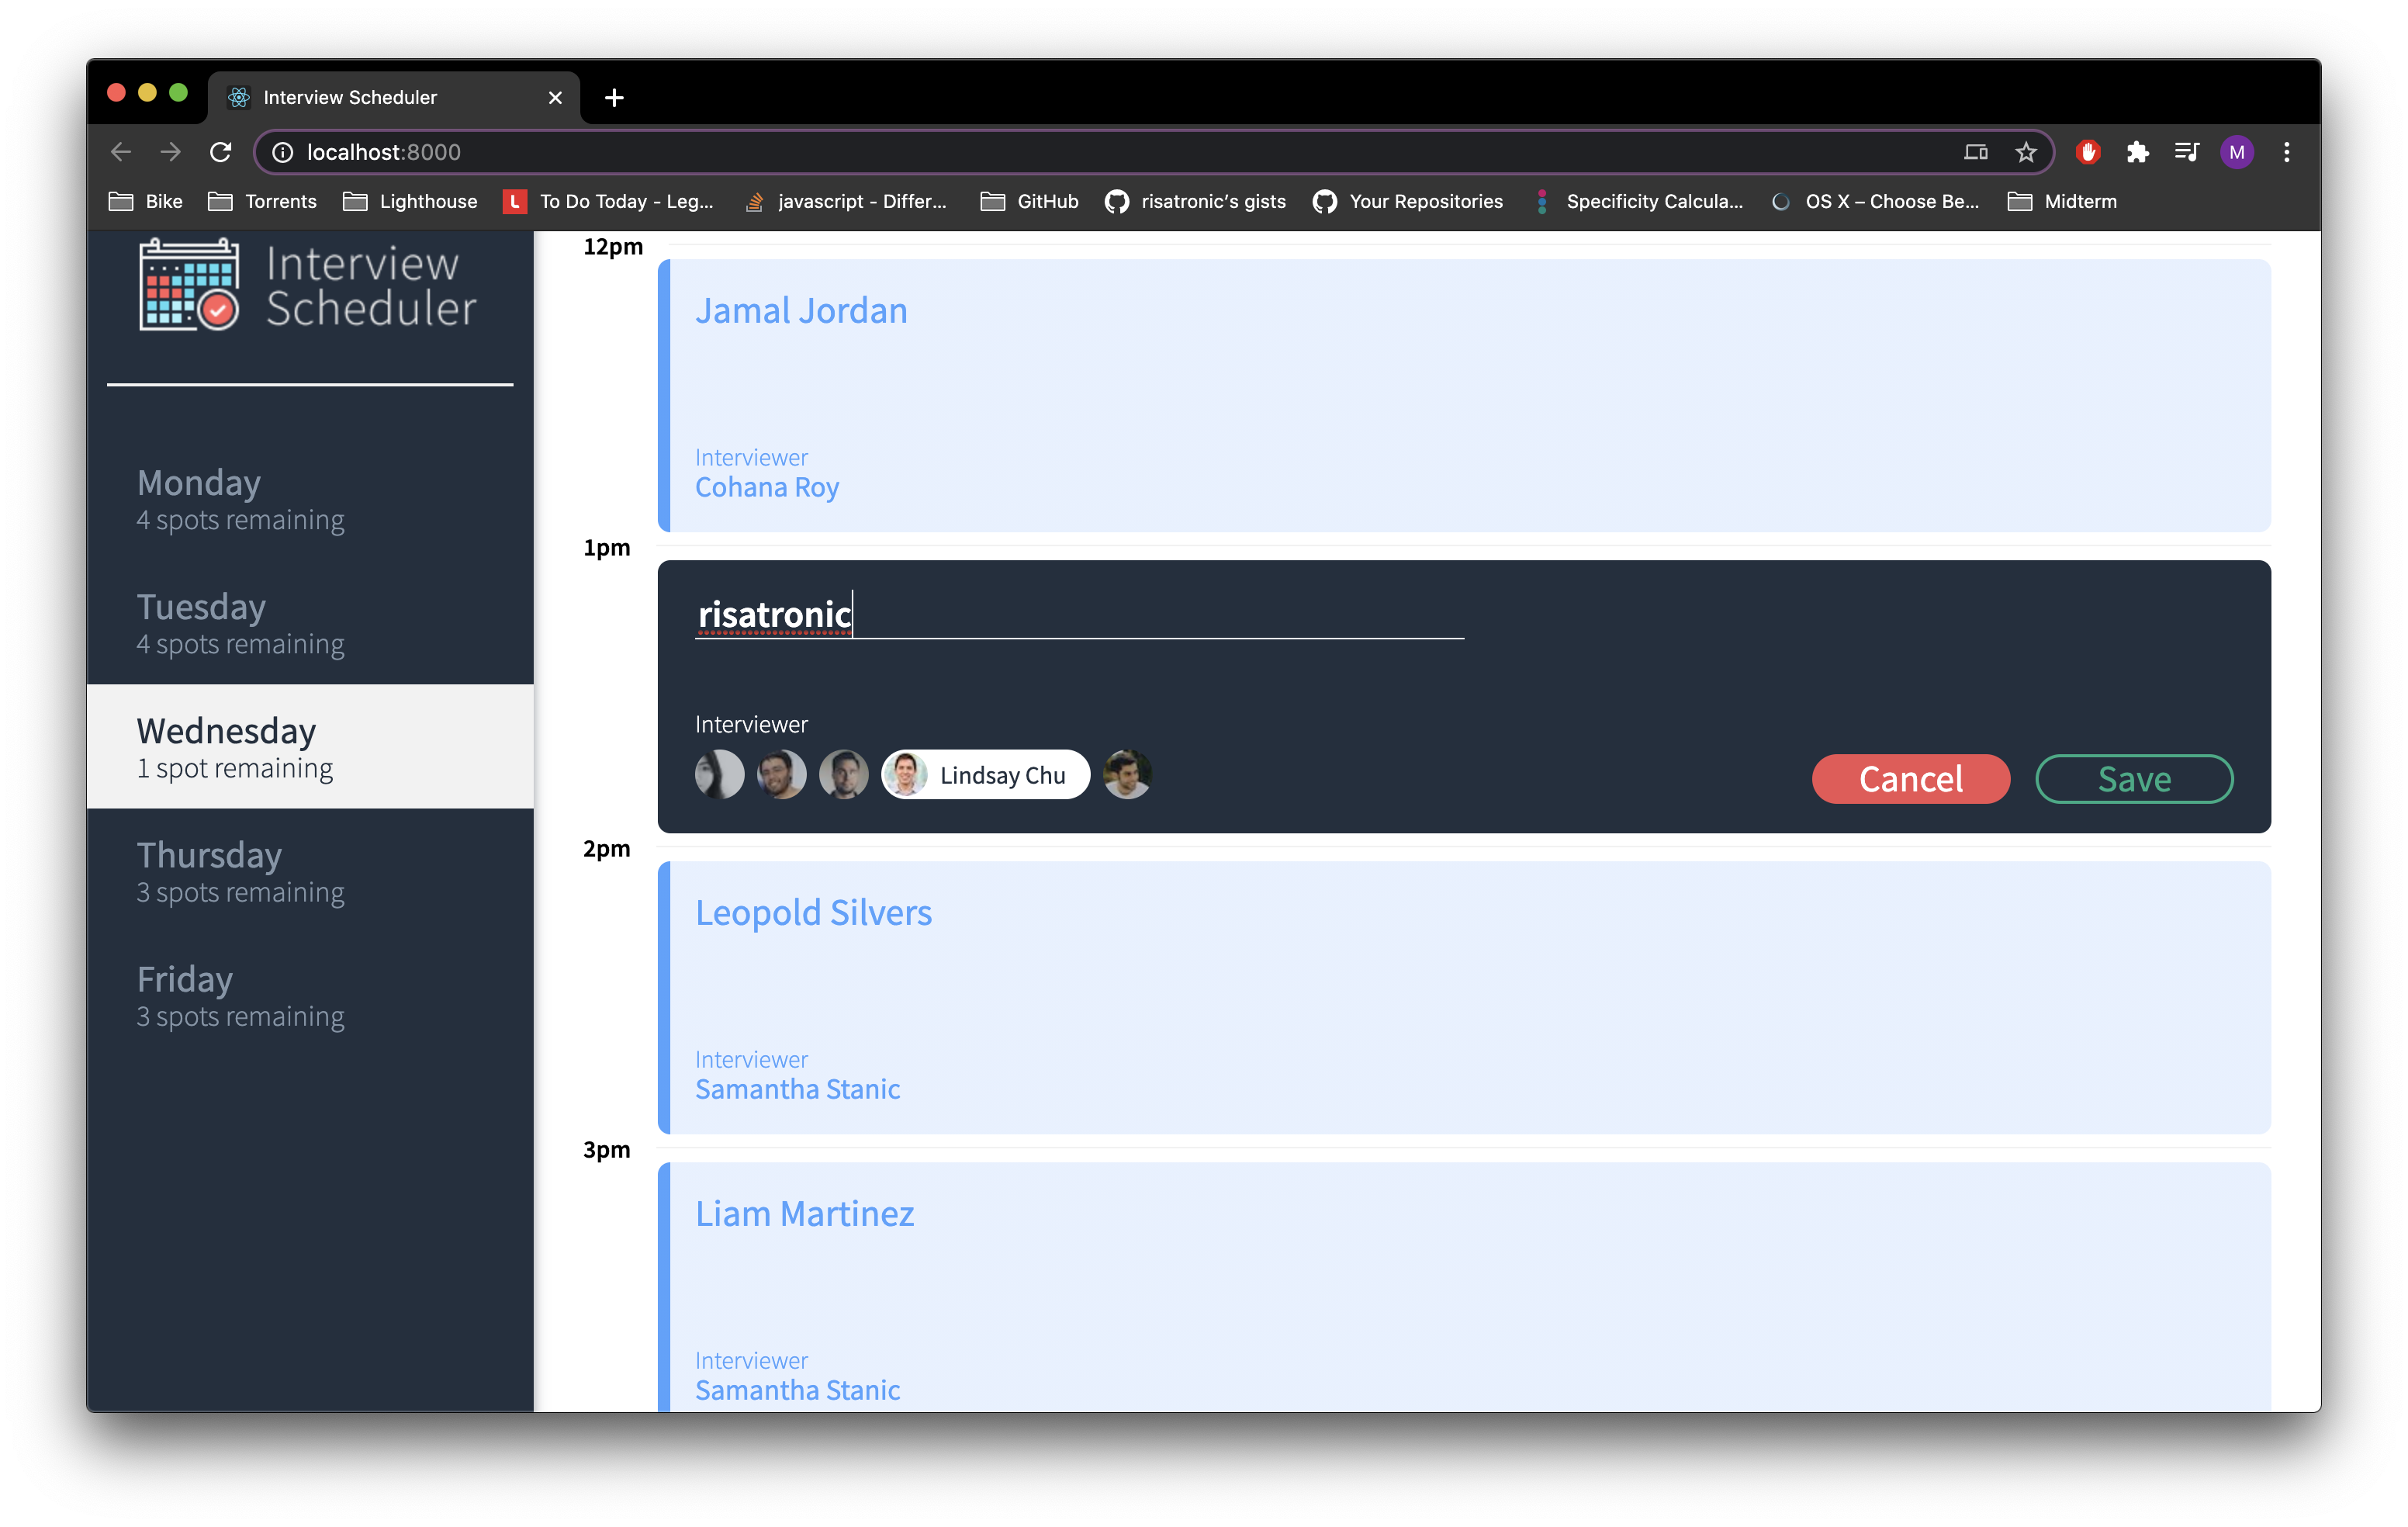 Interview Scheduler
localhost:8000
M
Bike
Torrents
Lighthouse
L
To Do Today - Leg...
javascript - Differ...
GitHub
risatronic's gists
Your Repositories
Specificity Calcula...
OS X – Choose Be...
Midterm
Interview
Scheduler
Monday
4 spots remaining
Tuesday
4 spots remaining
Wednesday
1 spot remaining
Thursday
3 spots remaining
Friday
3 spots remaining
12pm
Jamal Jordan
Interviewer
Cohana Roy
1pm
risatronic
Interviewer
Lindsay Chu
Cancel
Save
2pm
Leopold Silvers
Interviewer
Samantha Stanic
3pm
Liam Martinez
Interviewer
Samantha Stanic